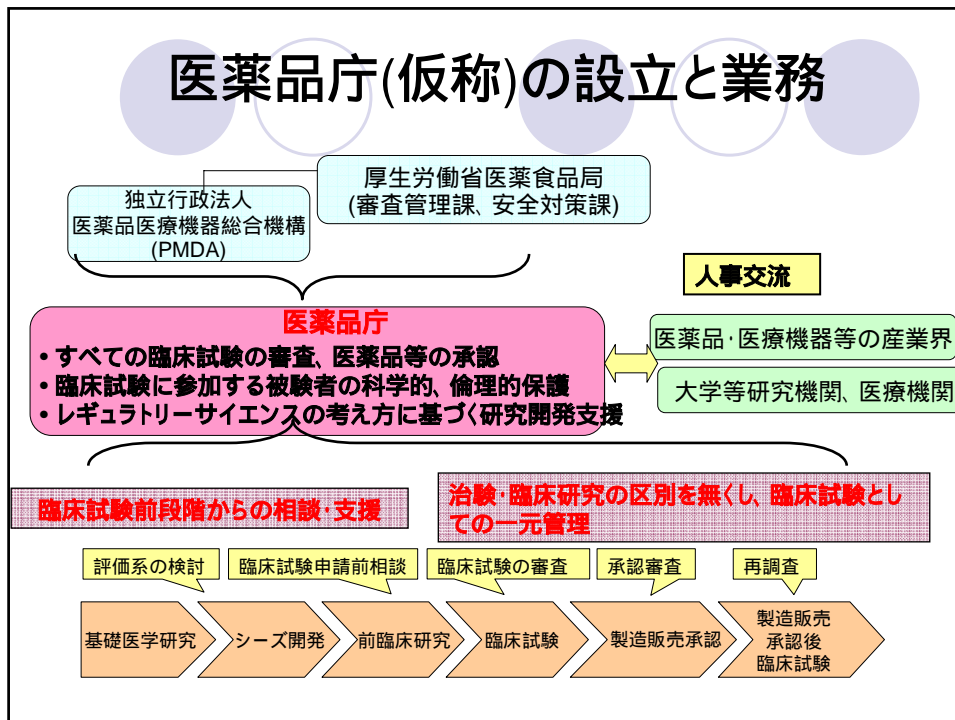 医薬品庁(仮称)の設立と業務
独立行政法人
医薬品医療機器総合機構
(PMDA)
厚生労働省医薬食品局
(審査管理課、安全対策課)
人事交流
医薬品庁
•すべての臨床試験の審査、医薬品等の承認
•臨床試験に参加する被験者の科学的、倫理的保護
•レギュラトリーサイエンスの考え方に基づく研究開発支援
医薬品・医療機器等の産業界
大学等研究機関、医療機関
臨床試験前段階からの相談・支援
治験・臨床研究の区別を無くし、臨床試験とし
ての一元管理
評価系の検討
臨床試験申請前相談
臨床試験の審査
承認審査
再調査
基礎医学研究
シーズ開発
前臨床研究
臨床試験
製造販売承認
製造販売
承認後
臨床試験